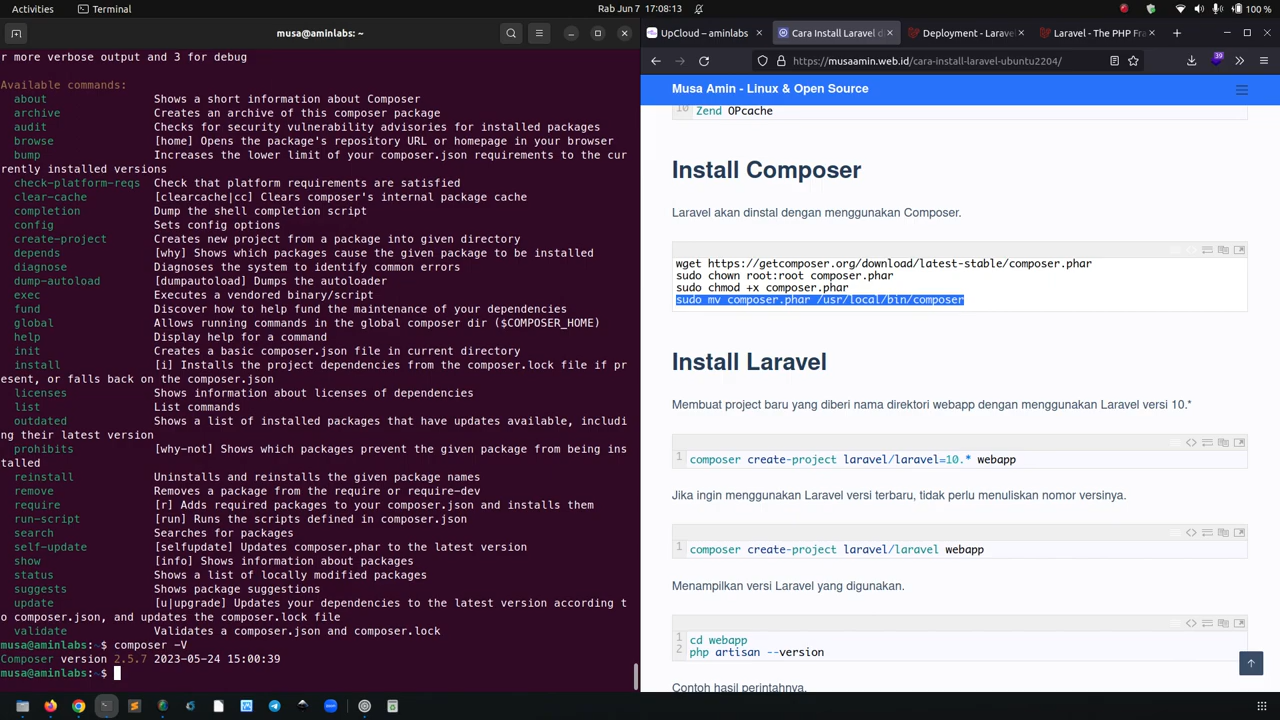 Activities Terminal Rab Jun 7 17:08:13 100 %
musa@aminlabs: ~
r more verbose output and 3 for debug
Available commands:
about Shows a short information about Composer
archive Creates an archive of this composer package
audit Checks for security vulnerability advisories for installed packages
browse [home] Opens the package's repository URL or homepage in your browser
bump Increases the lower limit of your composer.json requirements to the cur
rently installed versions
check-platform-reqs Check that platform requirements are satisfied
clear-cache [clearcache|cc] Clears composer's internal package cache
completion Dump the shell completion script
config Sets config options
create-project Creates new project from a package into given directory
depends [why] Shows which packages cause the given package to be installed
diagnose Diagnoses the system to identify common errors
dump-autoload [dumpautoload] Dumps the autoloader
exec Executes a vendored binary/script
fund Discover how to help fund the maintenance of your dependencies
global Allows running commands in the global composer dir ($COMPOSER_HOME)
help Display help for a command
init Creates a basic composer.json file in current directory
install [i] Installs the project dependencies from the composer.lock file if pr
esent, or falls back on the composer.json
licenses Shows information about licenses of dependencies
list List commands
outdated Shows a list of installed packages that have updates available, includi
ng their latest version
prohibits [why-not] Shows which packages prevent the given package from being ins
talled
reinstall Uninstalls and reinstalls the given package names
remove Removes a package from the require or require-dev
require [r] Adds required packages to your composer.json and installs them
run-script [run] Runs the scripts defined in composer.json
search Searches for packages
self-update [selfupdate] Updates composer.phar to the latest version
show [info] Shows information about packages
status Shows a list of locally modified packages
suggests Shows package suggestions
update [u|upgrade] Updates your dependencies to the latest version according t
o composer.json, and updates the composer.lock file
validate Validates a composer.json and composer.lock
musa@aminlabs:~$ composer -V
Composer version 2.5.7 2023-05-24 15:00:39
musa@aminlabs:~$
UpCloud – aminlabs Cara Install Laravel d Deployment - Larave Laravel - The PHP Fra
https://musaamin.web.id/cara-install-laravel-ubuntu2204/ 39
Musa Amin - Linux & Open Source
10 Zend OPcache
Install Composer
Laravel akan dinstal dengan menggunakan Composer.
wget https://getcomposer.org/download/latest-stable/composer.phar
sudo chown root:root composer.phar
sudo chmod +x composer.phar
sudo mv composer.phar /usr/local/bin/composer
Install Laravel
Membuat project baru yang diberi nama direktori webapp dengan menggunakan Laravel versi 10.*
1 composer create-project laravel/laravel=10.* webapp
Jika ingin menggunakan Laravel versi terbaru, tidak perlu menuliskan nomor versinya.
1 composer create-project laravel/laravel webapp
Menampilkan versi Laravel yang digunakan.
1 cd webapp
2 php artisan --version
Contoh hasil perintahnya.